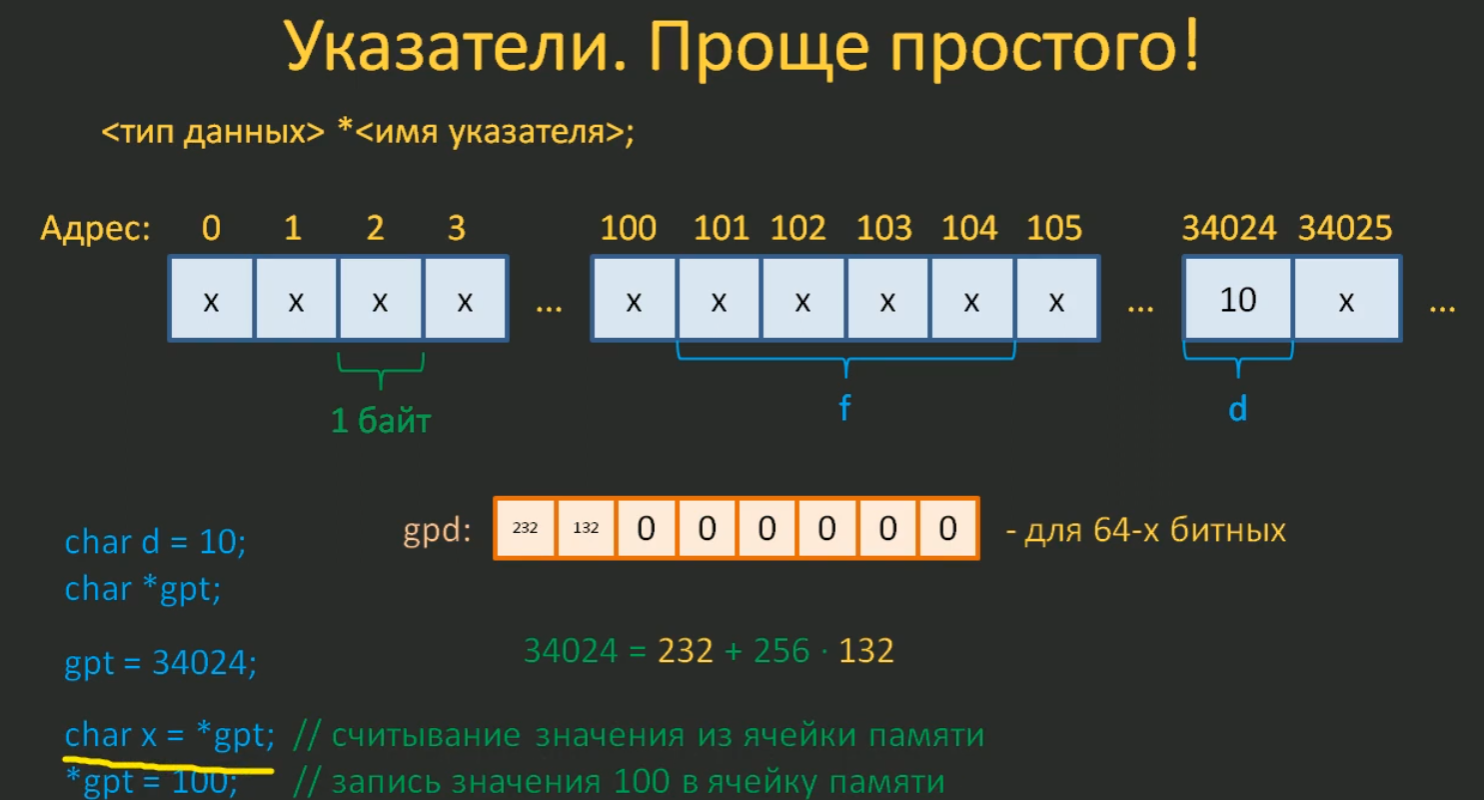 Указатели. Проще простого!
<тип данных> *<имя указателя>;
Адрес: 0 1 2 3 100 101 102 103 104 105 34024 34025
x x x x ... x x x x x x ... 10 x ...
1 байт f d
gpd: 232 132 0 0 0 0 0 0 - для 64-х битных
char d = 10;
char *gpt;
gpt = 34024;
34024 = 232 + 256 · 132
char x = *gpt; // считывание значения из ячейки памяти
*gpt = 100; // запись значения 100 в ячейку памяти